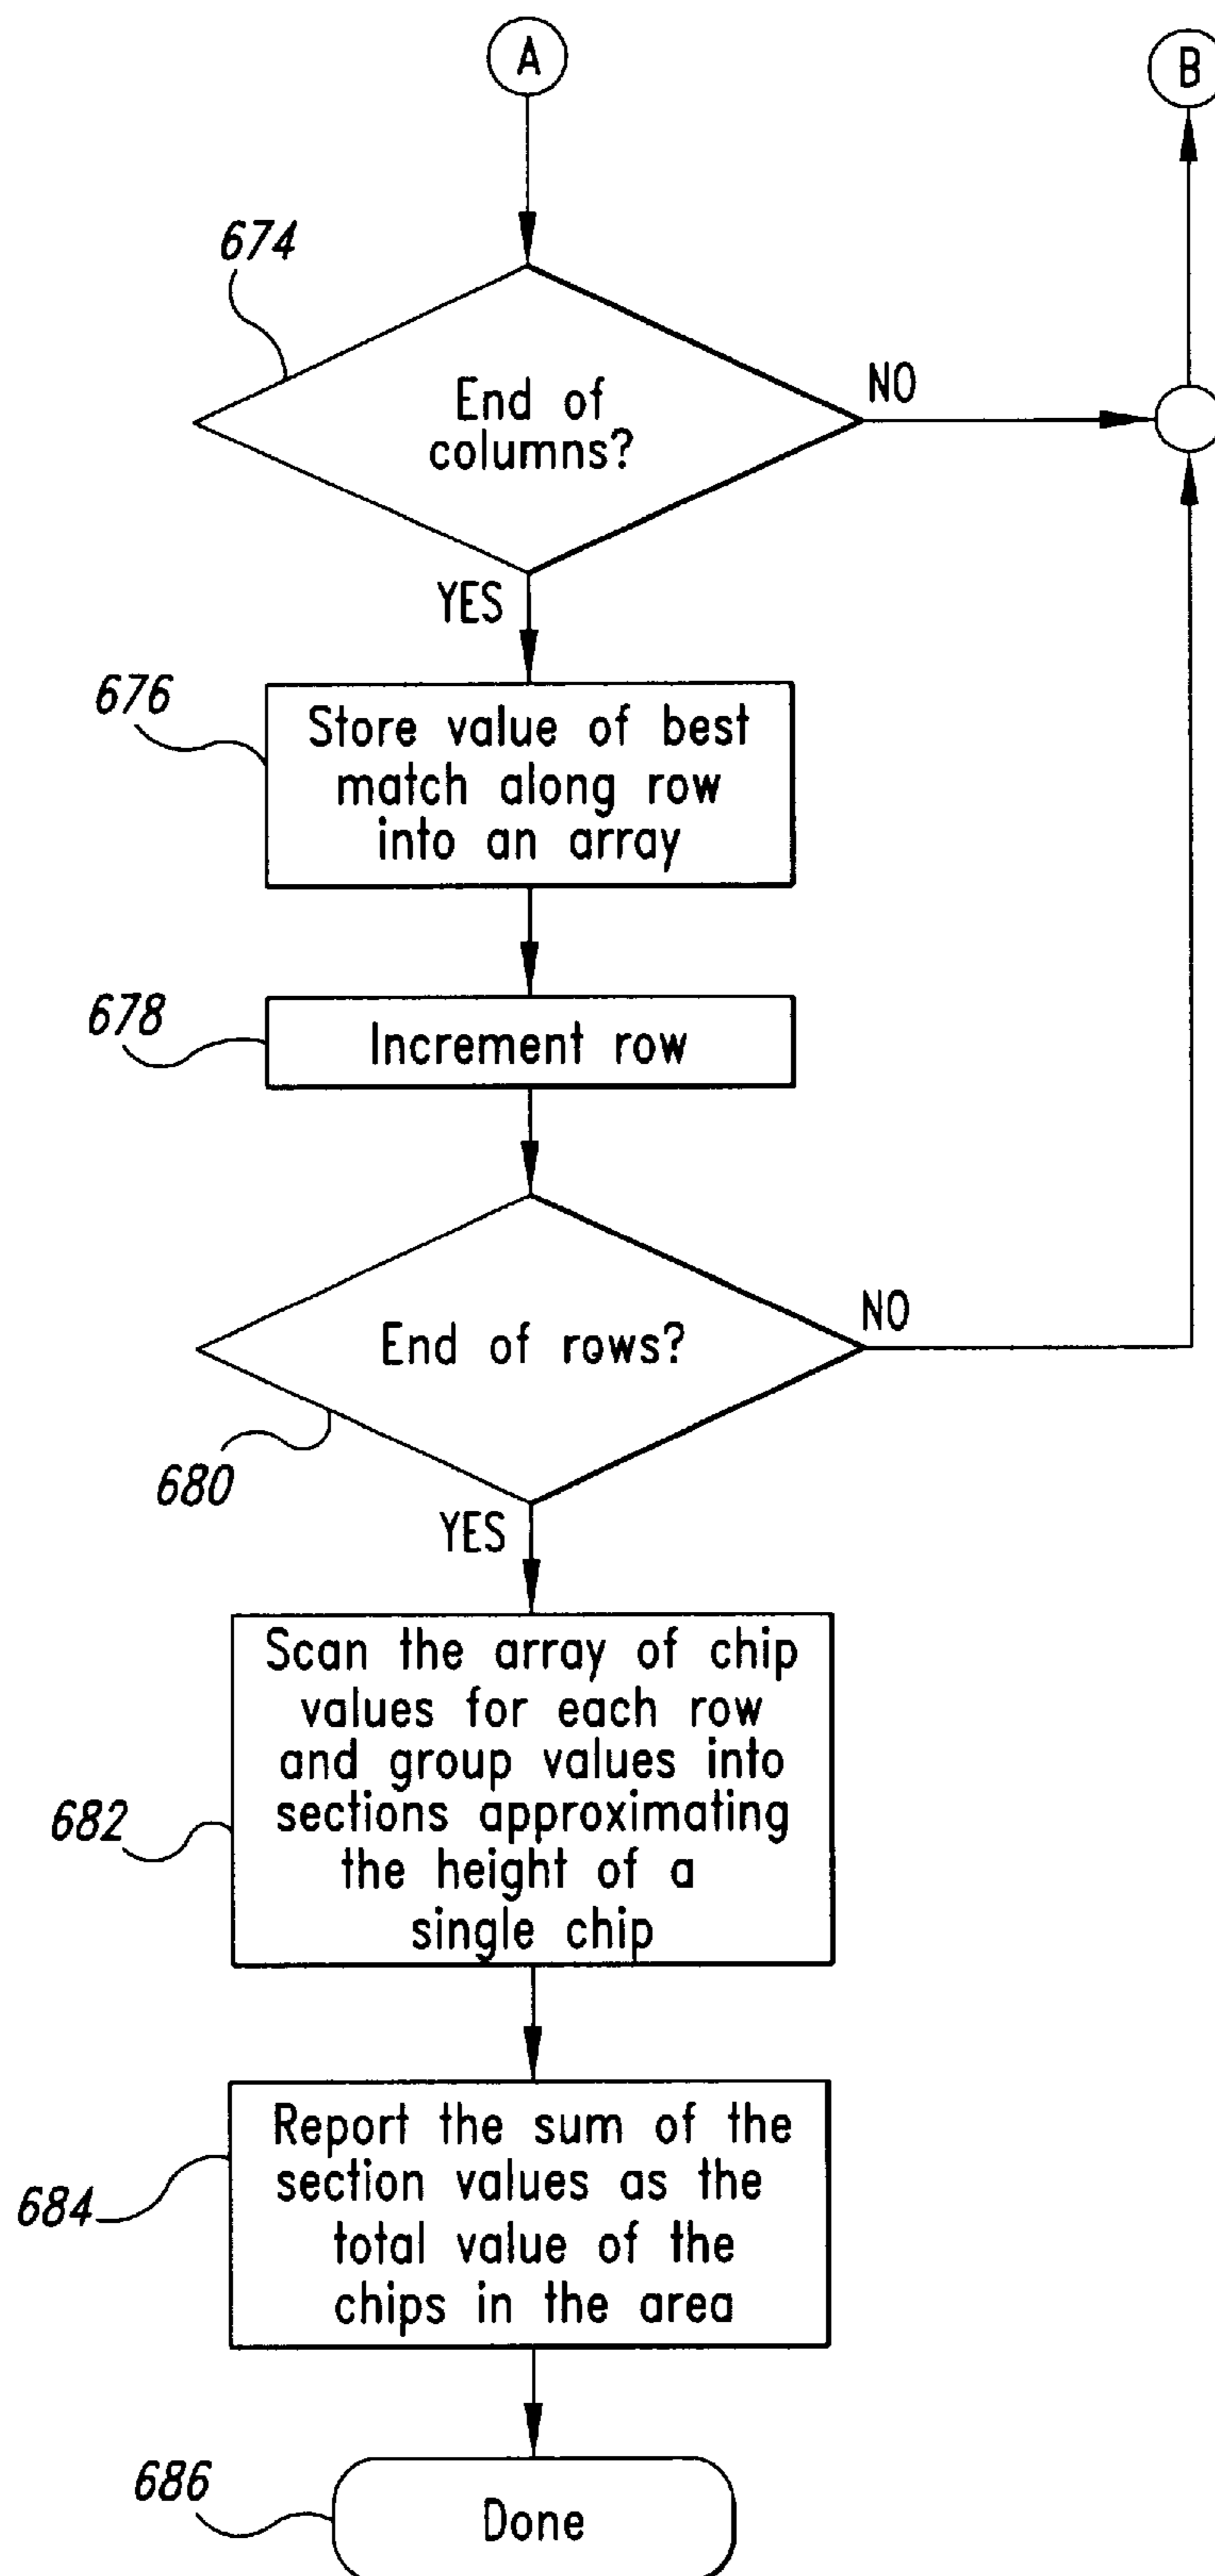 A
B
674
End of
columns?
NO
YES
676
Store value of best
match along row
into an array
678
Increment row
End of rows?
NO
680
YES
Scan the array of chip
values for each row
and group values into
sections approximating
the height of a
single chip
682
Report the sum of the
section values as the
total value of the
chips in the area
684
686
Done